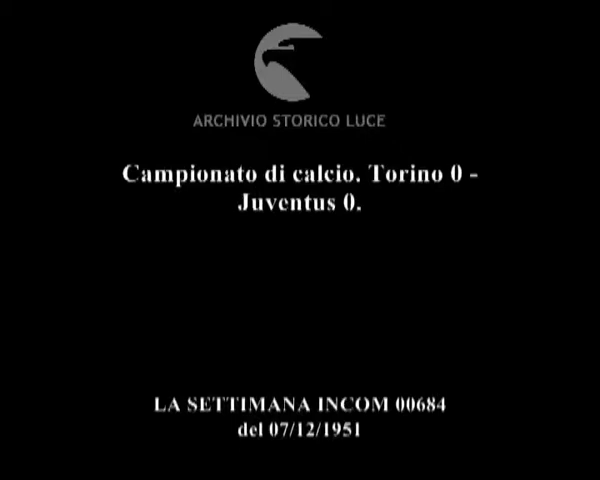 ARCHIVIO STORICO LUCE
Campionato di calcio. Torino 0 -
Juventus 0.
LA SETTIMANA INCOM 00684
del 07/12/1951